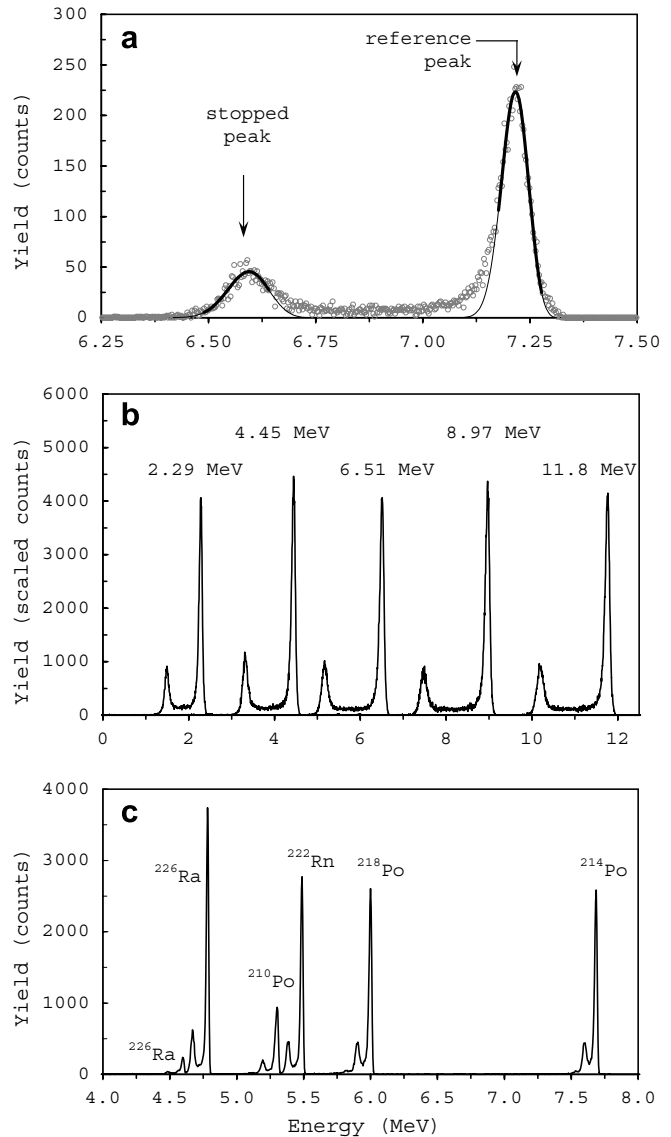 a
Yield (counts)
300
250
200
150
100
50
0
reference
peak
stopped
peak
6.25 6.50 6.75 7.00 7.25 7.50
b
Yield (scaled counts)
6000
5000
4000
3000
2000
1000
0
4.45 MeV 8.97 MeV
2.29 MeV 6.51 MeV 11.8 MeV
0 2 4 6 8 10 12
c
Yield (counts)
4000
3000
2000
1000
0
²²⁶Ra
²²²Rn
²¹⁸Po
²¹⁴Po
²¹⁰Po
²²⁶Ra
4.0 4.5 5.0 5.5 6.0 6.5 7.0 7.5 8.0
Energy (MeV)